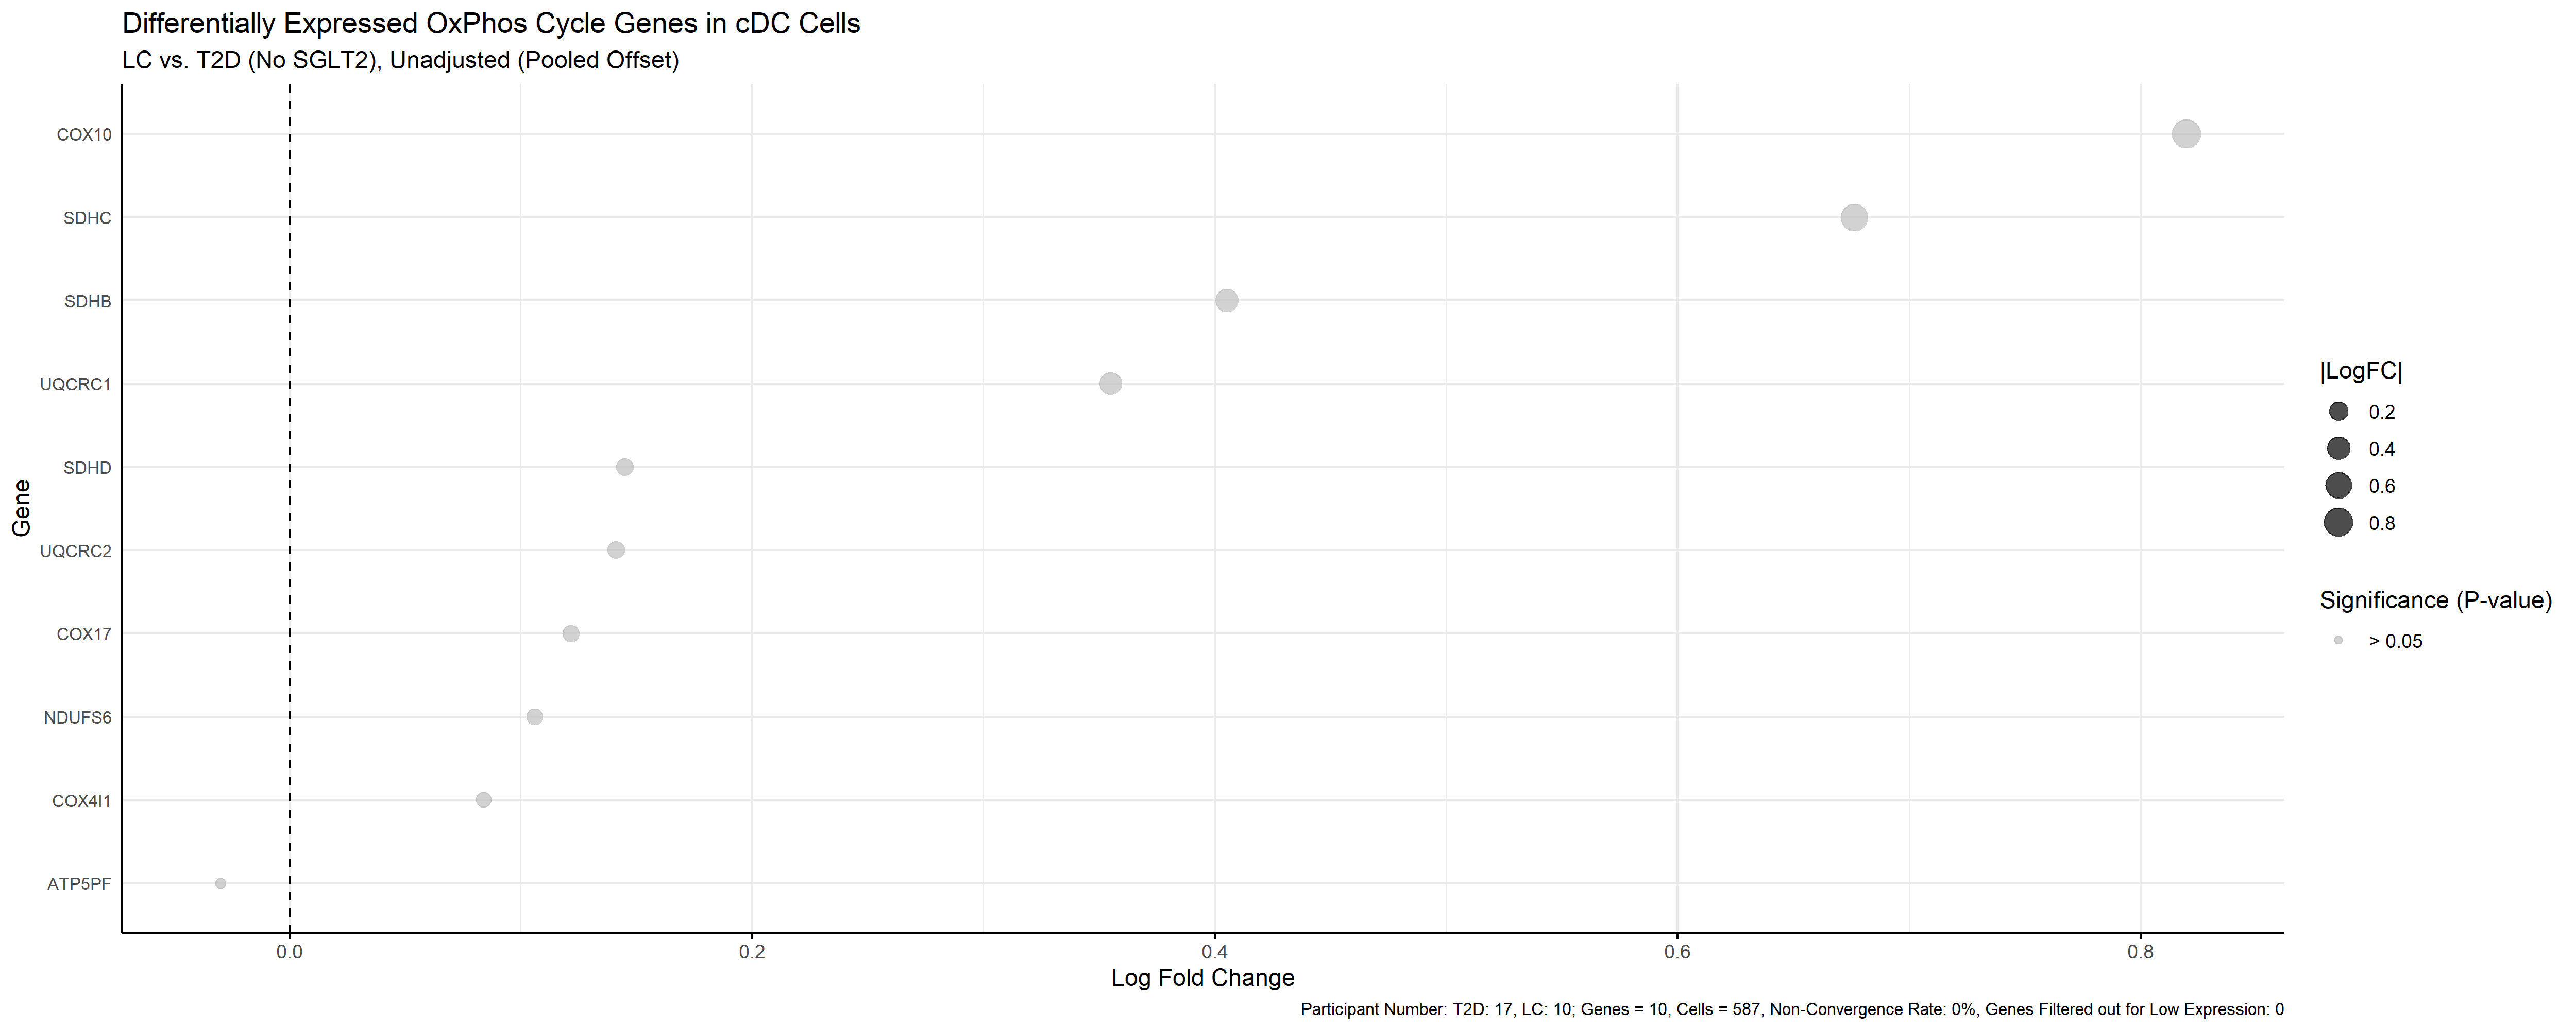 Differentially Expressed OxPhos Cycle Genes in cDC Cells
LC vs. T2D (No SGLT2), Unadjusted (Pooled Offset)
Gene
COX10
SDHC
SDHB
UQCRC1
SDHD
UQCRC2
COX17
NDUFS6
COX4I1
ATP5PF
0.0
0.2
0.4
0.6
0.8
Log Fold Change
|LogFC|
0.2
0.4
0.6
0.8
Significance (P-value)
> 0.05
Participant Number: T2D: 17, LC: 10; Genes = 10, Cells = 587, Non-Convergence Rate: 0%, Genes Filtered out for Low Expression: 0